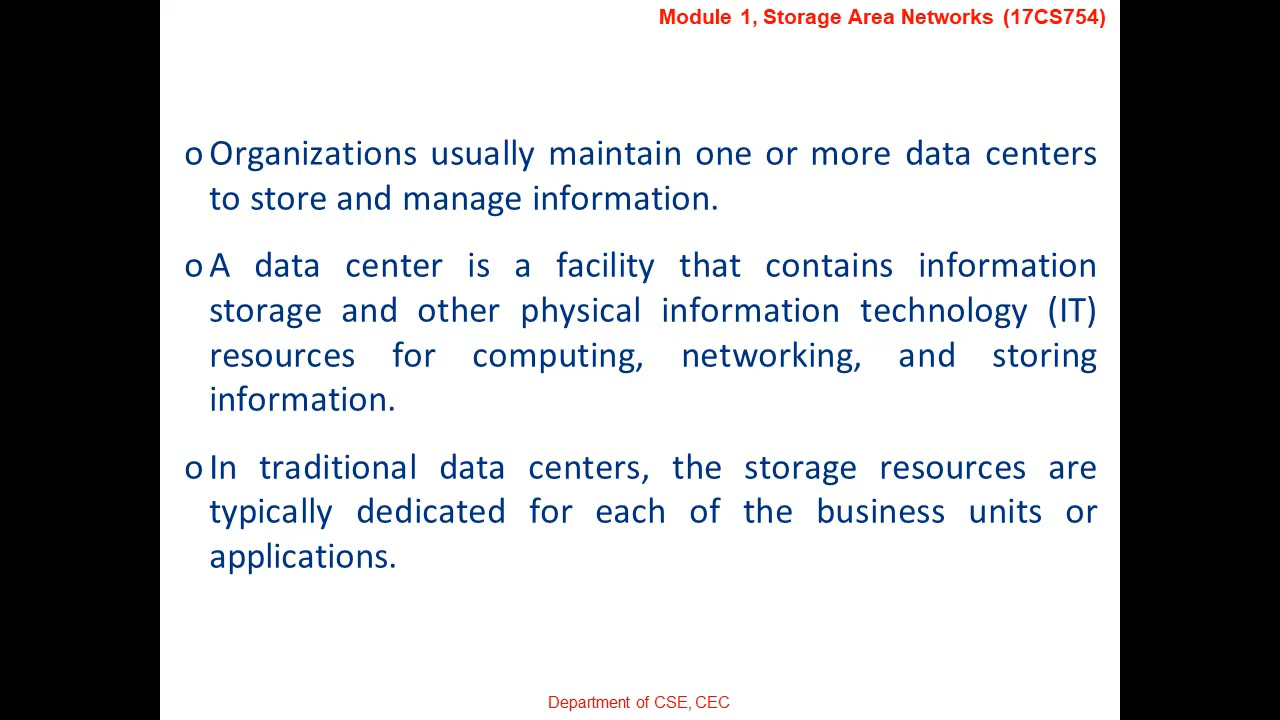 Module 1, Storage Area Networks (17CS754)
o Organizations usually maintain one or more data centers
to store and manage information.
o A data center is a facility that contains information
storage and other physical information technology (IT)
resources for computing, networking, and storing
information.
o In traditional data centers, the storage resources are
typically dedicated for each of the business units or
applications.
Department of CSE, CEC